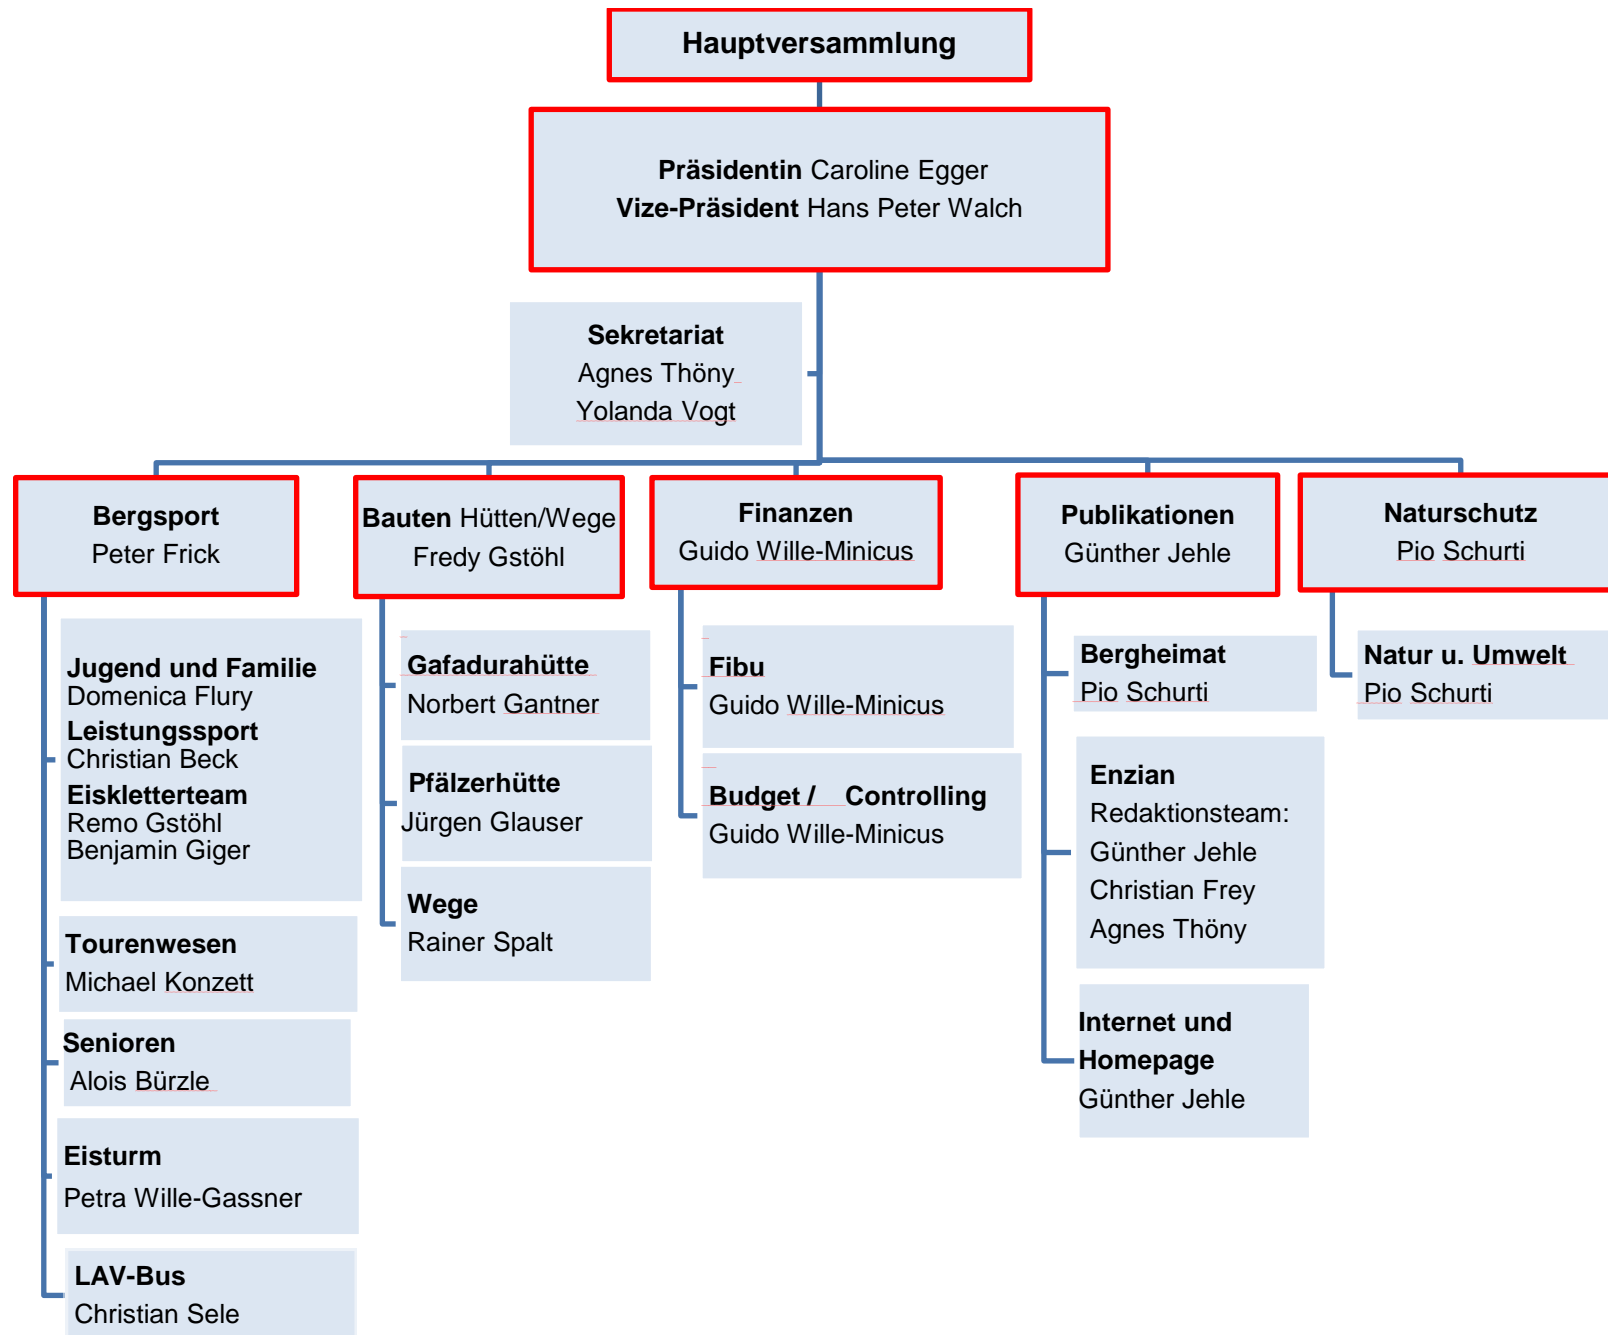 Hauptversammlung
Präsidentin Caroline Egger
Vize-Präsident Hans Peter Walch
Sekretariat
Agnes Thöny
Yolanda Vogt
Bergsport
Peter Frick
Bauten Hütten/Wege
Fredy Gstöhl
Finanzen
Guido Wille-Minicus
Publikationen
Günther Jehle
Naturschutz
Pio Schurti
Jugend und Familie
Domenica Flury
Leistungssport
Christian Beck
Eiskletterteam
Remo Gstöhl
Benjamin Giger
Tourenwesen
Michael Konzett
Senioren
Alois Bürzle
Eisturm
Petra Wille-Gassner
LAV-Bus
Christian Sele
Gafadurahütte
Norbert Gantner
Pfälzerhütte
Jürgen Glauser
Wege
Rainer Spalt
Fibu
Guido Wille-Minicus
Budget / Controlling
Guido Wille-Minicus
Bergheimat
Pio Schurti
Enzian
Redaktionsteam:
Günther Jehle
Christian Frey
Agnes Thöny
Internet und
Homepage
Günther Jehle
Natur u. Umwelt
Pio Schurti